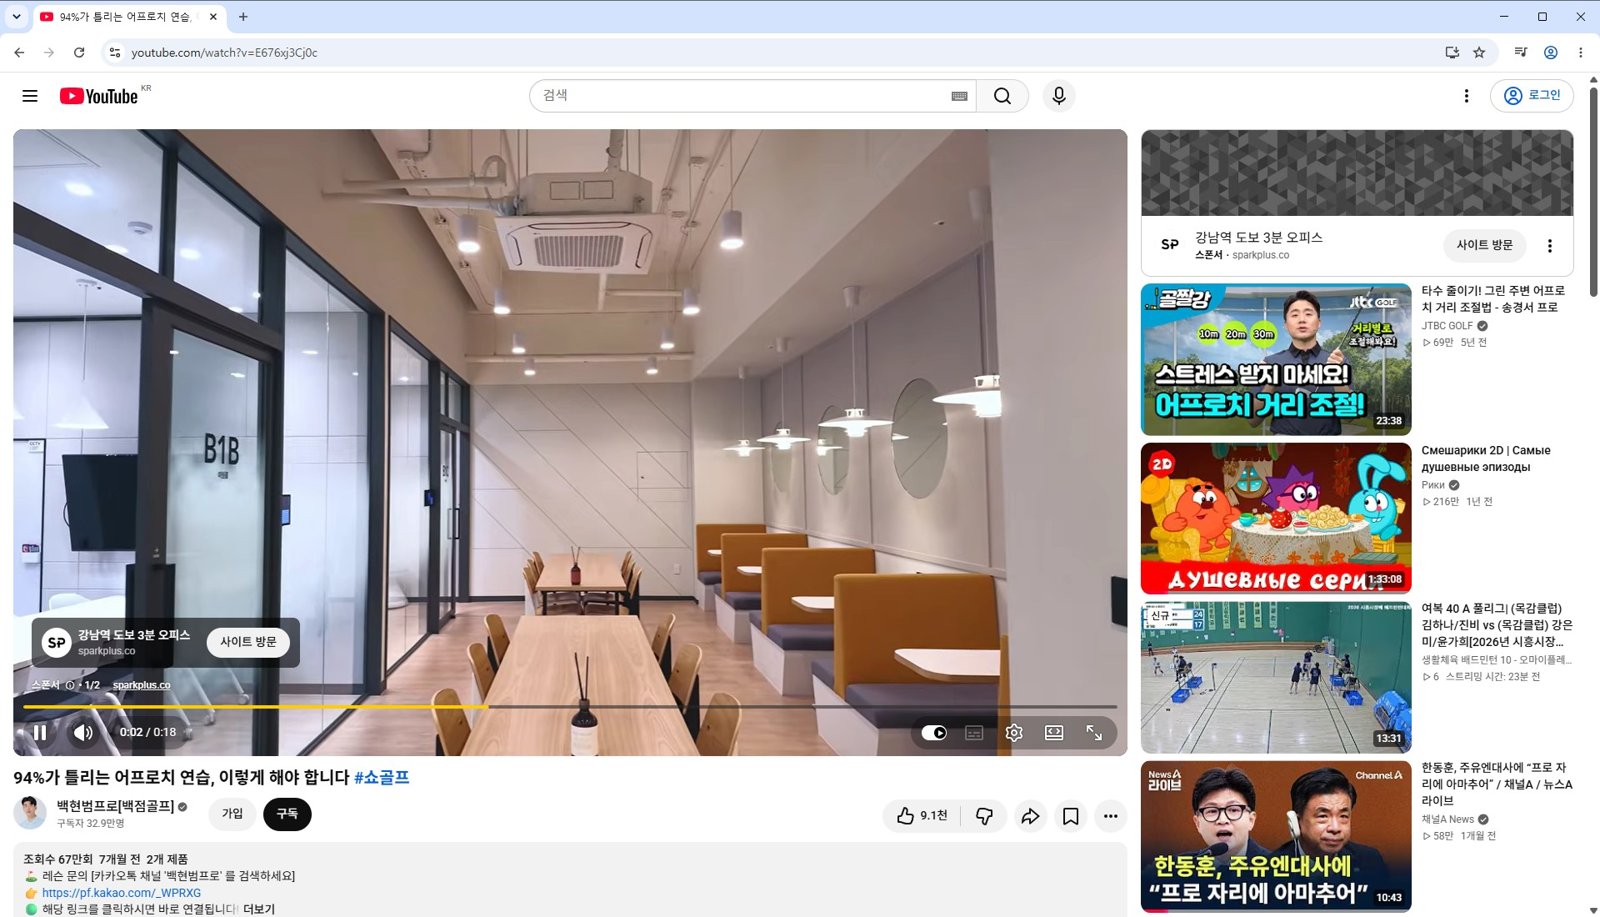 94%가 틀리는 어프로치 연습,
youtube.com/watch?v=E676xj3Cj0c
YouTube KR
검색
로그인
B1B
SP
강남역 도보 3분 오피스
sparkplus.co
사이트 방문
스폰서 · 1/2 sparkplus.co
0:02 / 0:18
94%가 틀리는 어프로치 연습, 이렇게 해야 합니다 #쇼골프
백현범프로[백점골프]
구독자 32.9만명
가입
구독
9.1천
조회수 67만회 7개월 전 2개 제품
레슨 문의 [카카오톡 채널 '백현범프로' 를 검색하세요]
https://pf.kakao.com/_WPRXG
해당 링크를 클릭하시면 바로 연결됩니다! 더보기
SP
강남역 도보 3분 오피스
스폰서 · sparkplus.co
사이트 방문
골짤강
jtbc GOLF
10m 20m 30m
거리별로
조절해봐요!
스트레스 받지 마세요!
어프로치 거리 조절!
23:38
타수 줄이기! 그린 주변 어프로
치 거리 조절법 - 송경서 프로
JTBC GOLF
69만 5년 전
2D
ДУШЕВНЫЕ СЕРИИ
1:33:08
Смешарики 2D | Самые
душевные эпизоды
Рики
216만 1년 전
신규
24
17
13:31
여복 40 A 풀리그| (목감클럽)
김하나/진비 vs (목감클럽) 강은
미/윤가희[2026년 시흥시장...
생활체육 배드민턴 10 - 오마이플레...
6 스트리밍 시간: 23분 전
News A
라이브
Channel A
한동훈, 주유엔대사에
“프로 자리에 아마추어”
10:43
한동훈, 주유엔대사에 “프로 자
리에 아마추어” / 채널A / 뉴스A
라이브
채널A News
58만 1개월 전